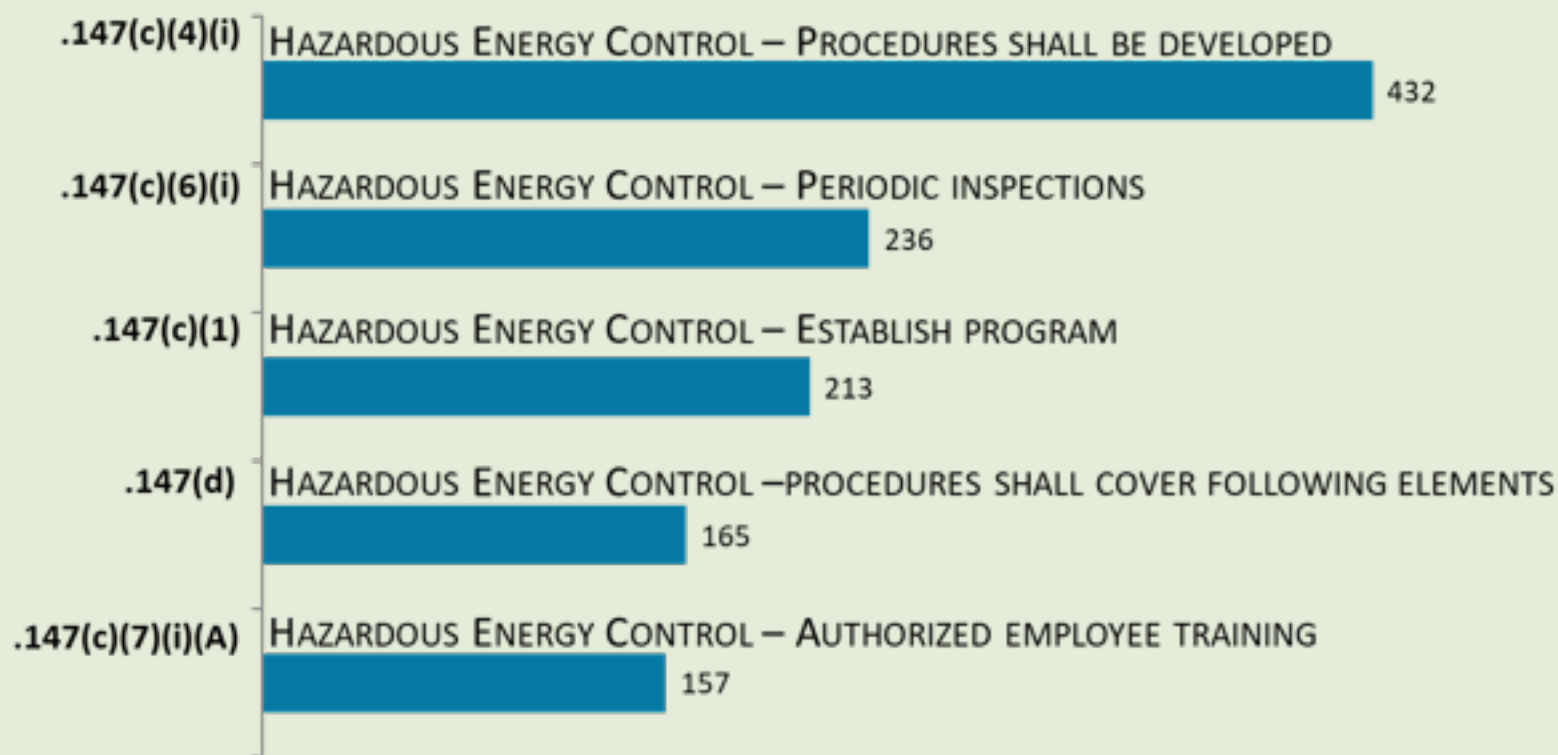 .147(c)(4)(i) HAZARDOUS ENERGY CONTROL – PROCEDURES SHALL BE DEVELOPED
432
.147(c)(6)(i) HAZARDOUS ENERGY CONTROL – PERIODIC INSPECTIONS
236
.147(c)(1) HAZARDOUS ENERGY CONTROL – ESTABLISH PROGRAM
213
.147(d) HAZARDOUS ENERGY CONTROL –PROCEDURES SHALL COVER FOLLOWING ELEMENTS
165
.147(c)(7)(i)(A) HAZARDOUS ENERGY CONTROL – AUTHORIZED EMPLOYEE TRAINING
157